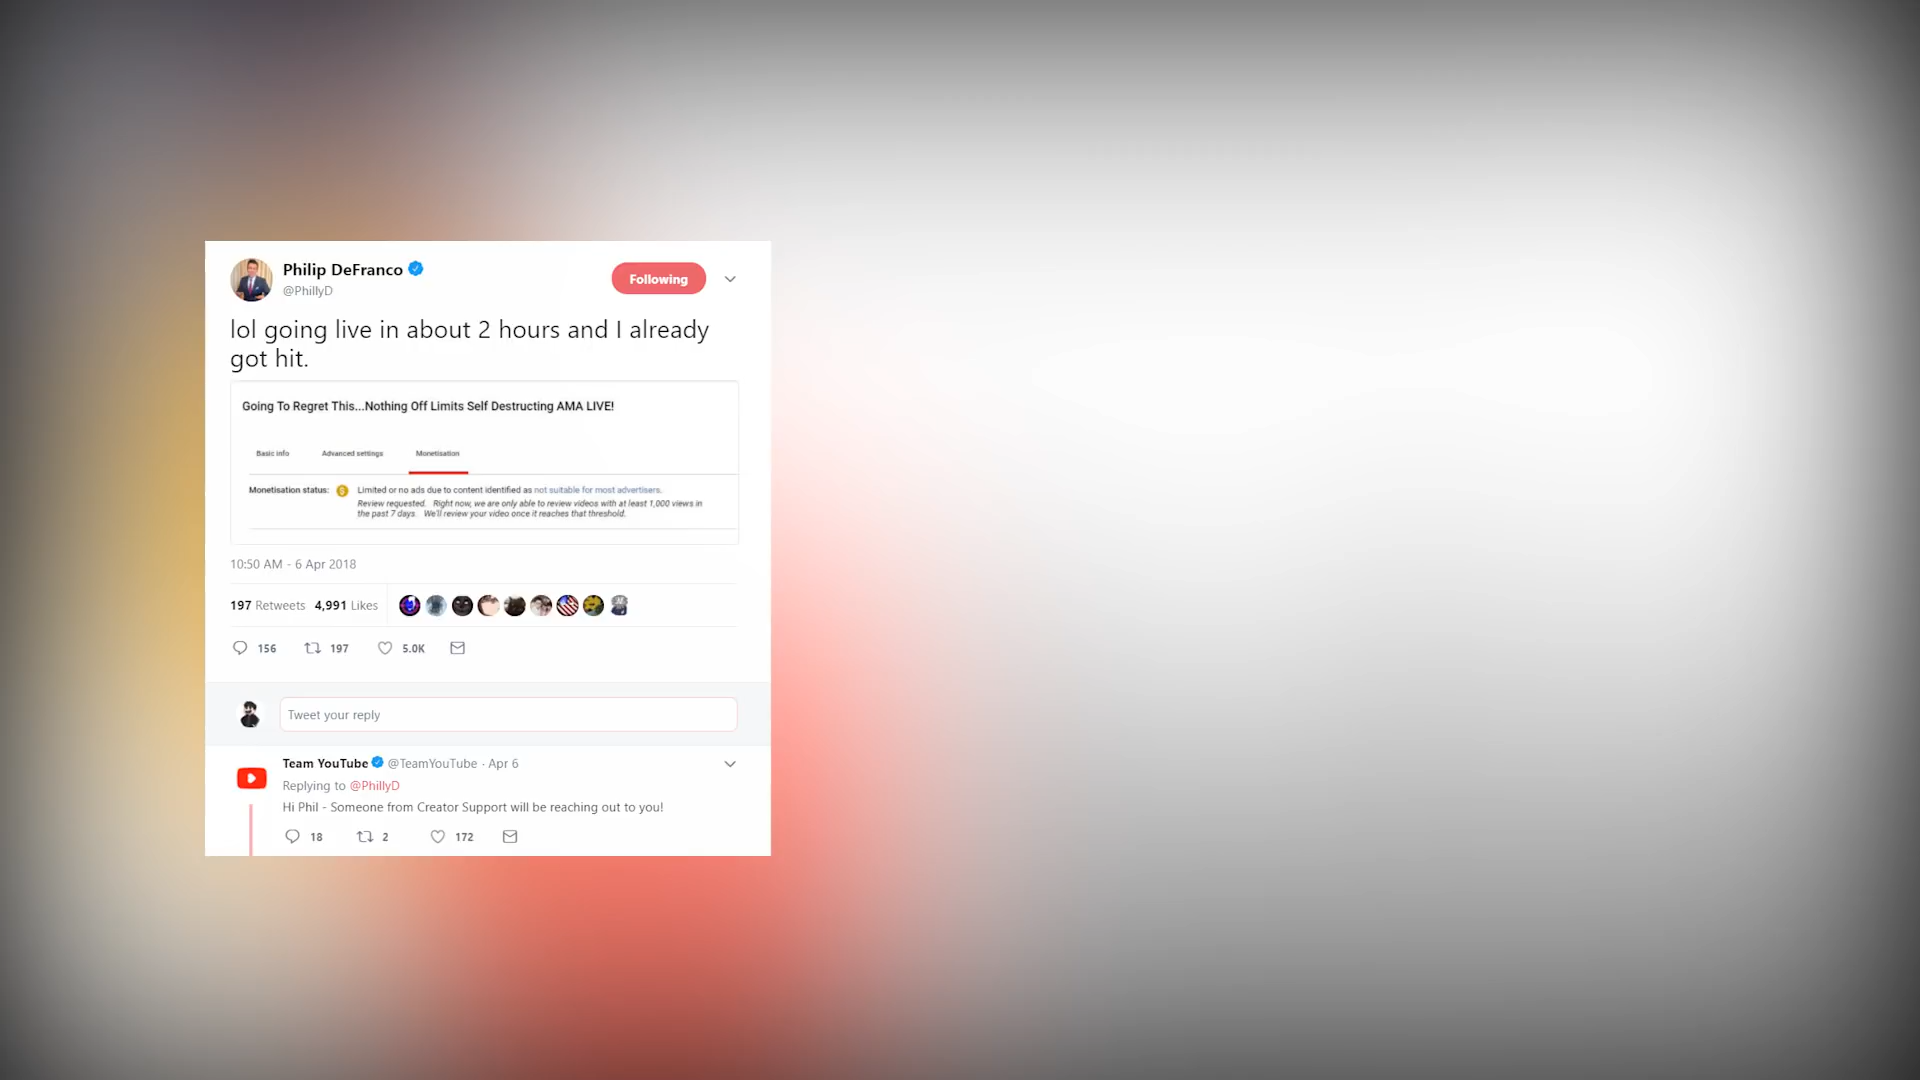 Philip DeFranco
@PhillyD
Following
lol going live in about 2 hours and I already
got hit.
Going To Regret This...Nothing Off Limits Self Destructing AMA LIVE!
Basic info Advanced settings Monetisation
Monetisation status: Limited or no ads due to content identified as not suitable for most advertisers.
Review requested. Right now, we are only able to review videos with at least 1,000 views in
the past 7 days. We'll review your video once it reaches that threshold.
10:50 AM - 6 Apr 2018
197 Retweets 4,991 Likes
156 197 5.0K
Tweet your reply
Team YouTube @TeamYouTube · Apr 6
Replying to @PhillyD
Hi Phil - Someone from Creator Support will be reaching out to you!
18 2 172